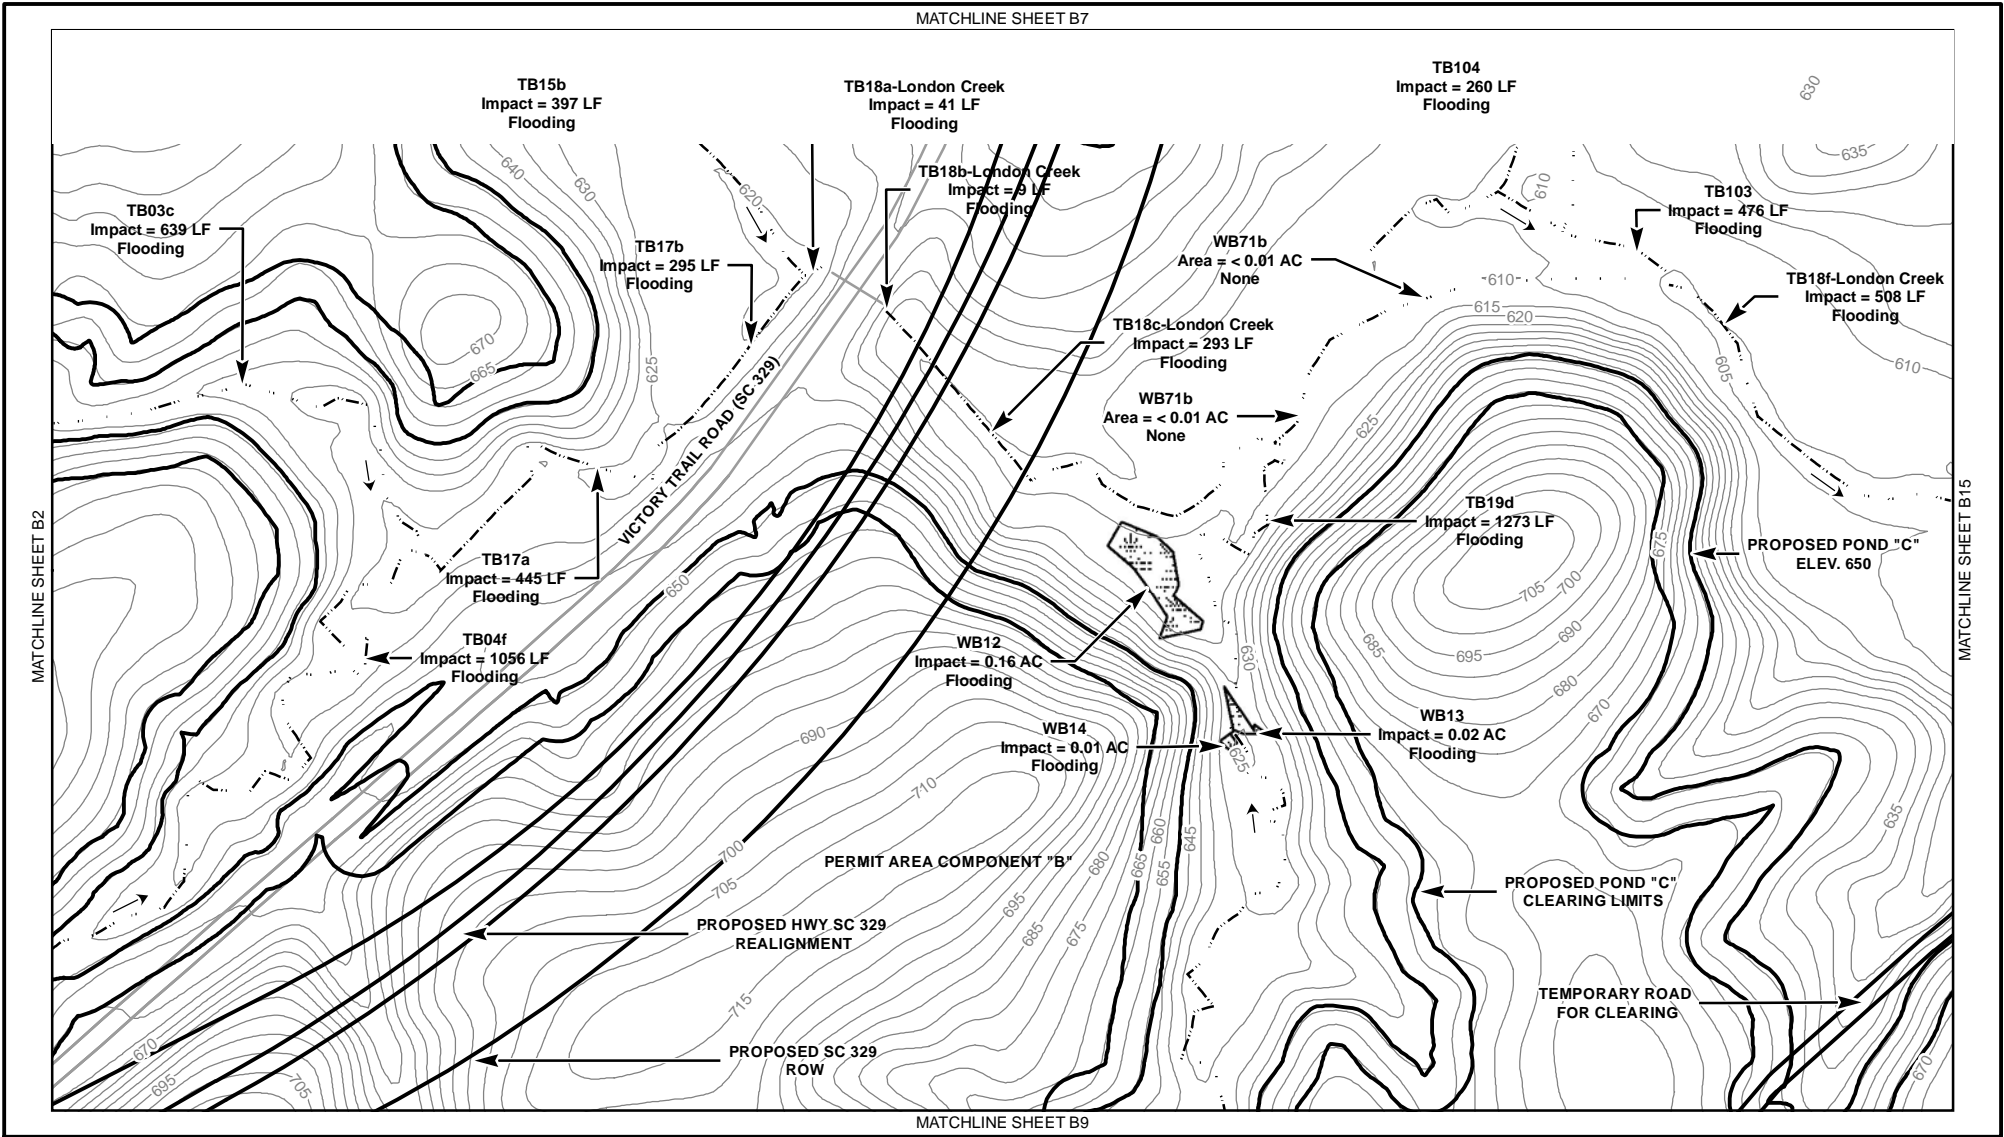 MATCHLINE SHEET B7
TB15b
Impact = 397 LF
Flooding
TB18a-London Creek
Impact = 41 LF
Flooding
TB104
Impact = 260 LF
Flooding
630
635
640
630
620
TB18b-London Creek
Impact = 9 LF
Flooding
610
TB103
Impact = 476 LF
Flooding
TB03c
Impact = 639 LF
Flooding
TB17b
Impact = 295 LF
Flooding
WB71b
Area = < 0.01 AC
None
610
615
620
TB18f-London Creek
Impact = 508 LF
Flooding
TB18c-London Creek
Impact = 293 LF
Flooding
670
665
625
605
610
WB71b
Area = < 0.01 AC
None
625
VICTORY TRAIL ROAD (SC 329)
MATCHLINE SHEET B2
MATCHLINE SHEET B15
TB19d
Impact = 1273 LF
Flooding
675
PROPOSED POND "C"
ELEV. 650
TB17a
Impact = 445 LF
Flooding
650
705
700
690
685
695
680
670
TB04f
Impact = 1056 LF
Flooding
WB12
Impact = 0.16 AC
Flooding
630
WB14
Impact = 0.01 AC
Flooding
625
WB13
Impact = 0.02 AC
Flooding
690
710
700
705
PERMIT AREA COMPONENT "B"
680
665
660
655
645
635
695
685
675
PROPOSED POND "C"
CLEARING LIMITS
PROPOSED HWY SC 329
REALIGNMENT
TEMPORARY ROAD
FOR CLEARING
715
PROPOSED SC 329
ROW
670
695
705
670
MATCHLINE SHEET B9